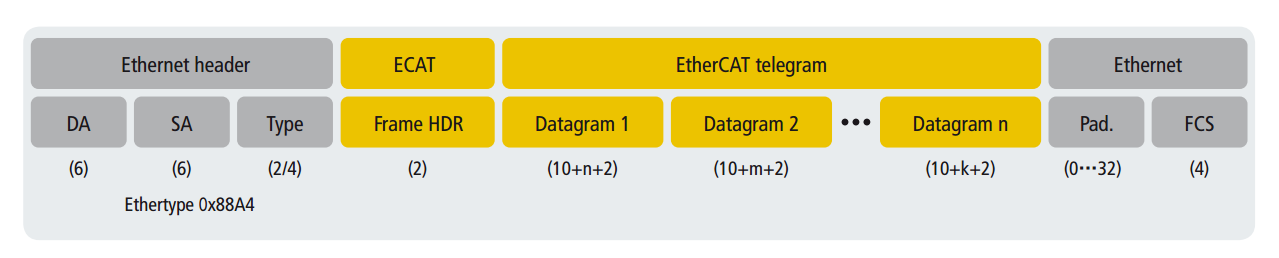 Ethernet header ECAT EtherCAT telegram Ethernet
DA SA Type Frame HDR Datagram 1 Datagram 2 ••• Datagram n Pad. FCS
(6) (6) (2/4) (2) (10+n+2) (10+m+2) (10+k+2) (0···32) (4)
Ethertype 0x88A4